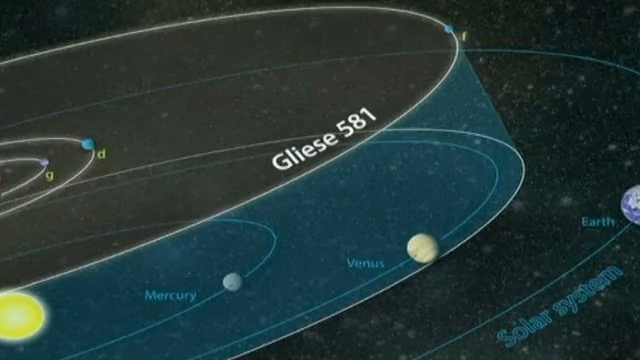 f
Gliese 581
d
g
Earth
Venus
Mercury
Solar system